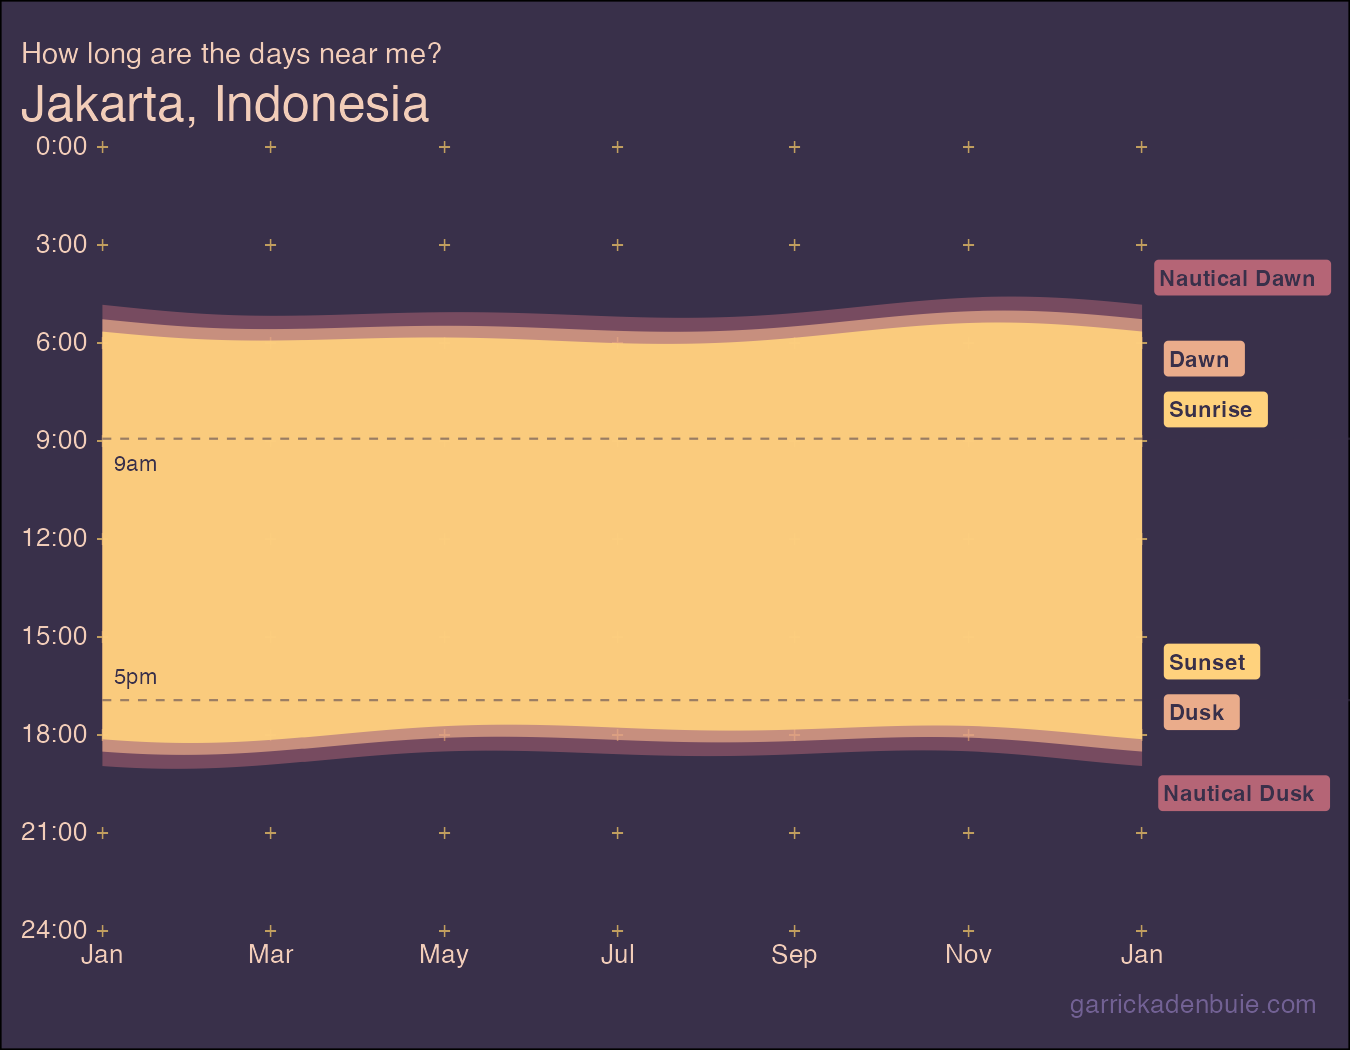 How long are the days near me?
Jakarta, Indonesia
0:00
3:00
Nautical Dawn
6:00
Dawn
Sunrise
9:00
9am
12:00
15:00
Sunset
5pm
Dusk
18:00
Nautical Dusk
21:00
24:00
Jan Mar May Jul Sep Nov Jan
garrickadenbuie.com